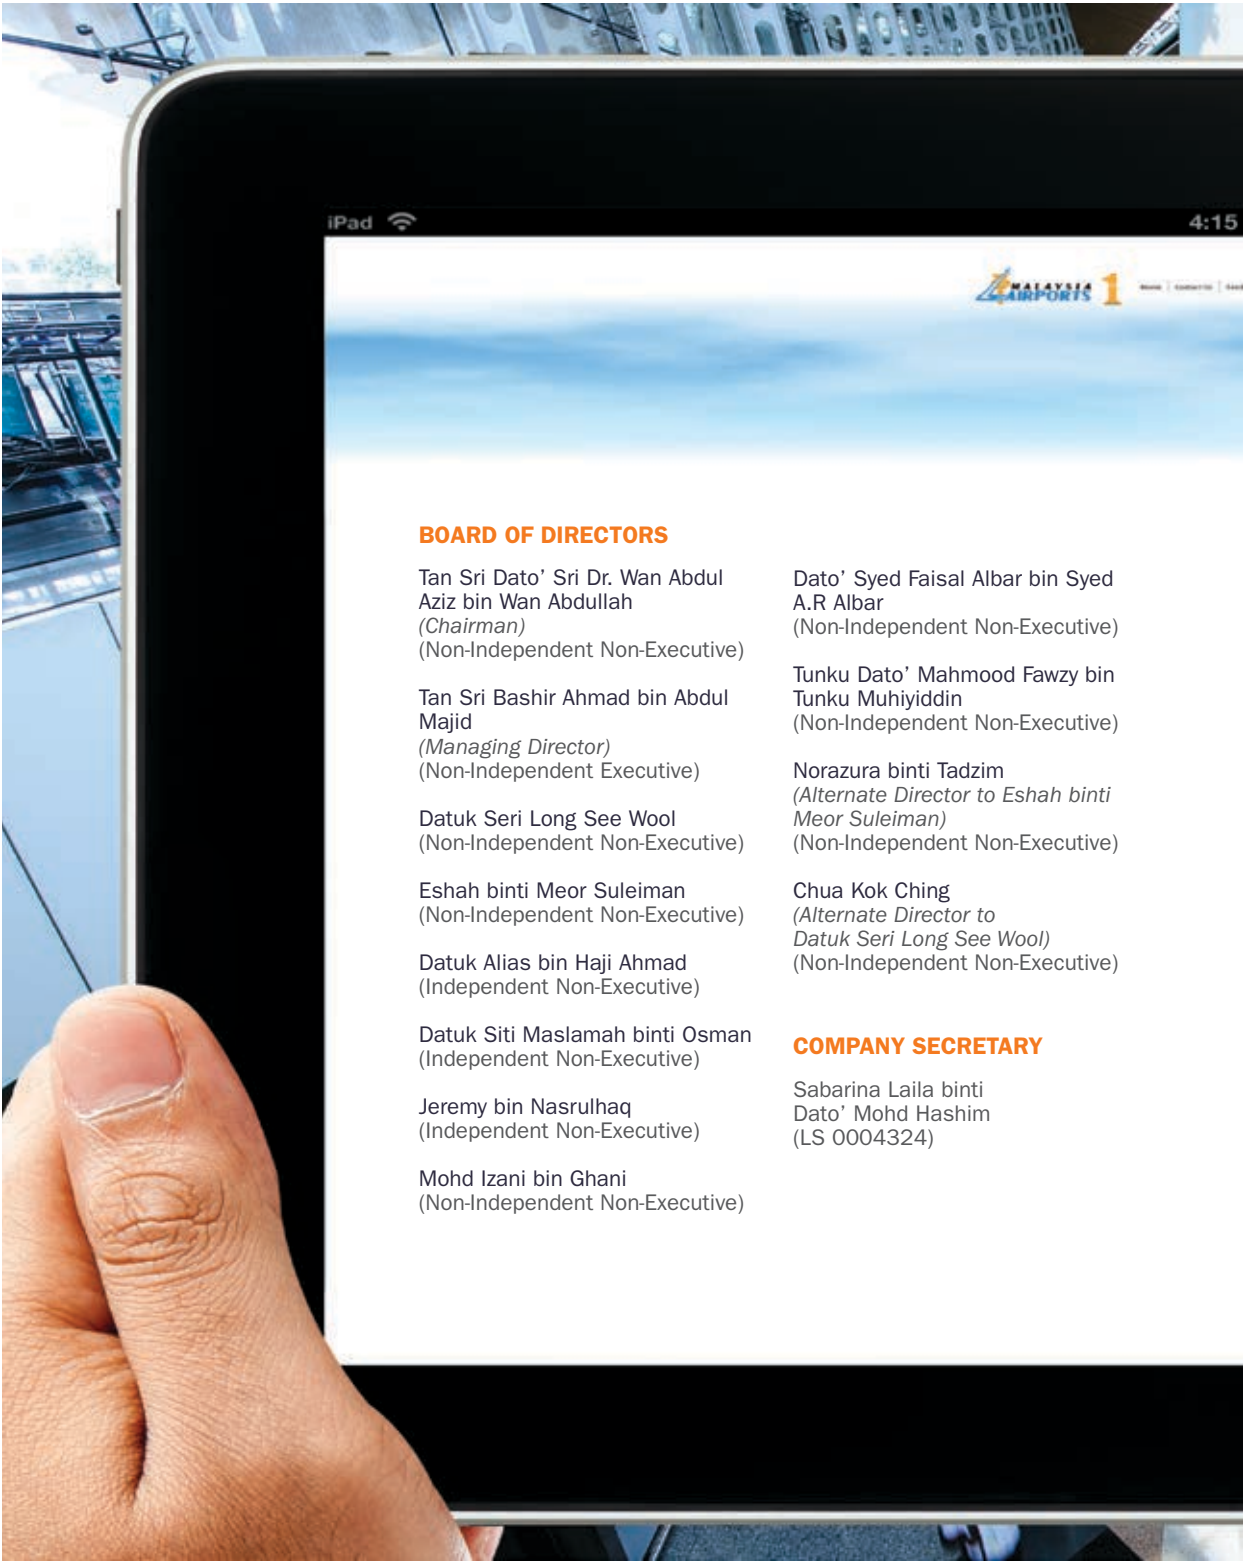 iPad
4:15
MALAYSIA
AIRPORTS
1
BOARD OF DIRECTORS
Tan Sri Dato’ Sri Dr. Wan Abdul
Aziz bin Wan Abdullah
(Chairman)
(Non-Independent Non-Executive)
Tan Sri Bashir Ahmad bin Abdul
Majid
(Managing Director)
(Non-Independent Executive)
Datuk Seri Long See Wool
(Non-Independent Non-Executive)
Eshah binti Meor Suleiman
(Non-Independent Non-Executive)
Datuk Alias bin Haji Ahmad
(Independent Non-Executive)
Datuk Siti Maslamah binti Osman
(Independent Non-Executive)
Jeremy bin Nasrulhaq
(Independent Non-Executive)
Mohd Izani bin Ghani
(Non-Independent Non-Executive)
Dato’ Syed Faisal Albar bin Syed
A.R Albar
(Non-Independent Non-Executive)
Tunku Dato’ Mahmood Fawzy bin
Tunku Muhiyiddin
(Non-Independent Non-Executive)
Norazura binti Tadzim
(Alternate Director to Eshah binti
Meor Suleiman)
(Non-Independent Non-Executive)
Chua Kok Ching
(Alternate Director to
Datuk Seri Long See Wool)
(Non-Independent Non-Executive)
COMPANY SECRETARY
Sabarina Laila binti
Dato’ Mohd Hashim
(LS 0004324)